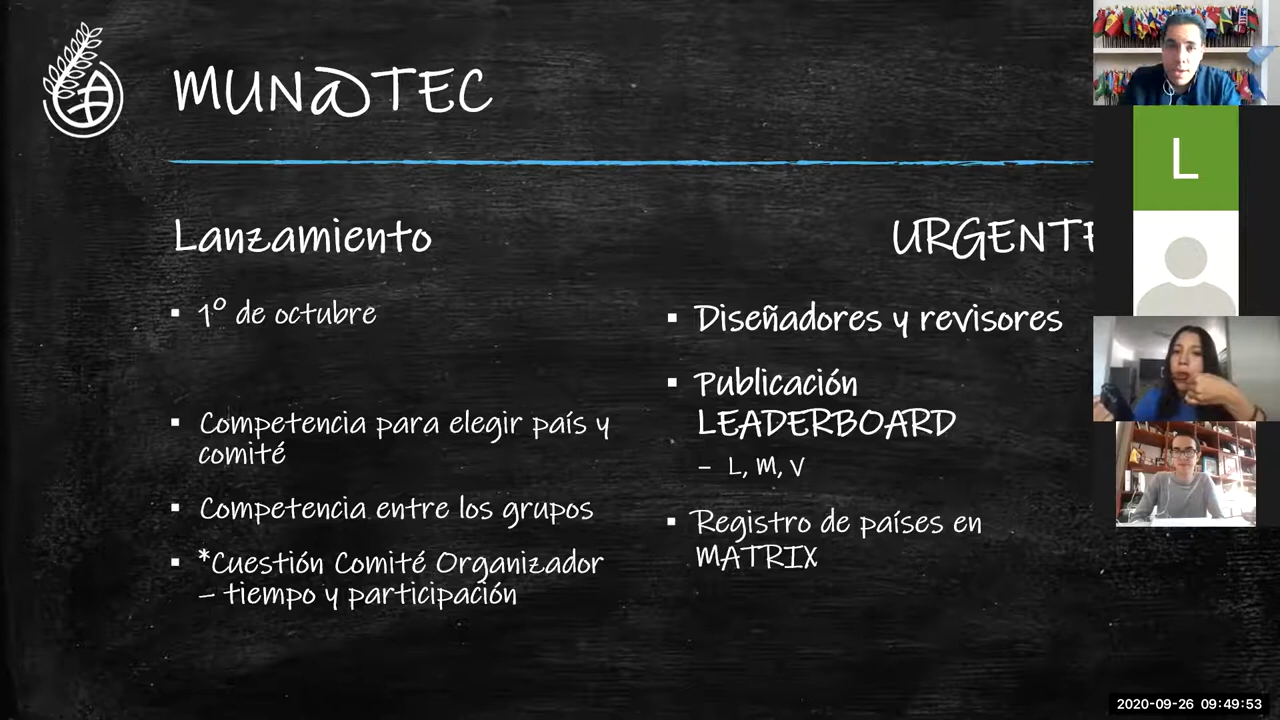 MUN@TEC
Lanzamiento
1º de octubre
Competencia para elegir país y
comité
Competencia entre los grupos
*Cuestión Comité Organizador
– tiempo y participación
URGENTE
Diseñadores y revisores
Publicación
LEADERBOARD
– L, M, V
Registro de países en
MATRIX
L
2020-09-26 09:49:53